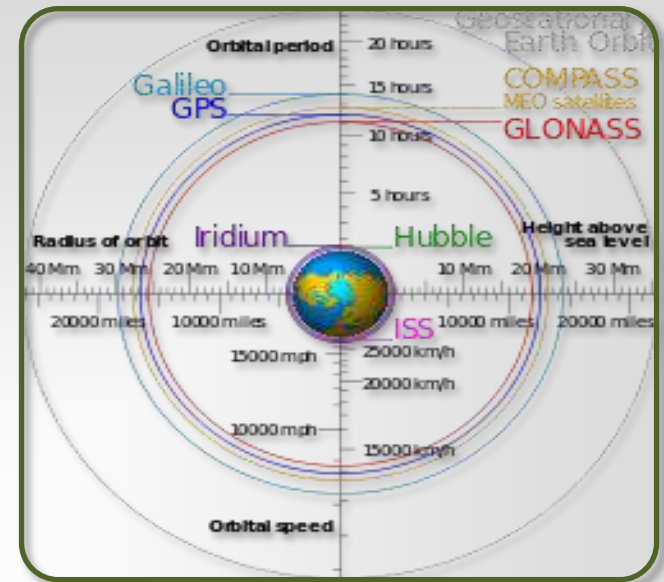 Geostationary
Earth Orbit
Orbital period
20 hours
Galileo
15 hours
COMPASS
MEO satellites
GPS
GLONASS
10 hours
5 hours
Iridium
Hubble
Radius of orbit
Height above
sea level
40 Mm 30 Mm 20 Mm 10 Mm
10 Mm 20 Mm 30 Mm
20000 miles 10000 miles
10000 miles 20000 miles
ISS
15000 mph
25000 km/h
20000 km/h
10000 mph
15000 km/h
Orbital speed